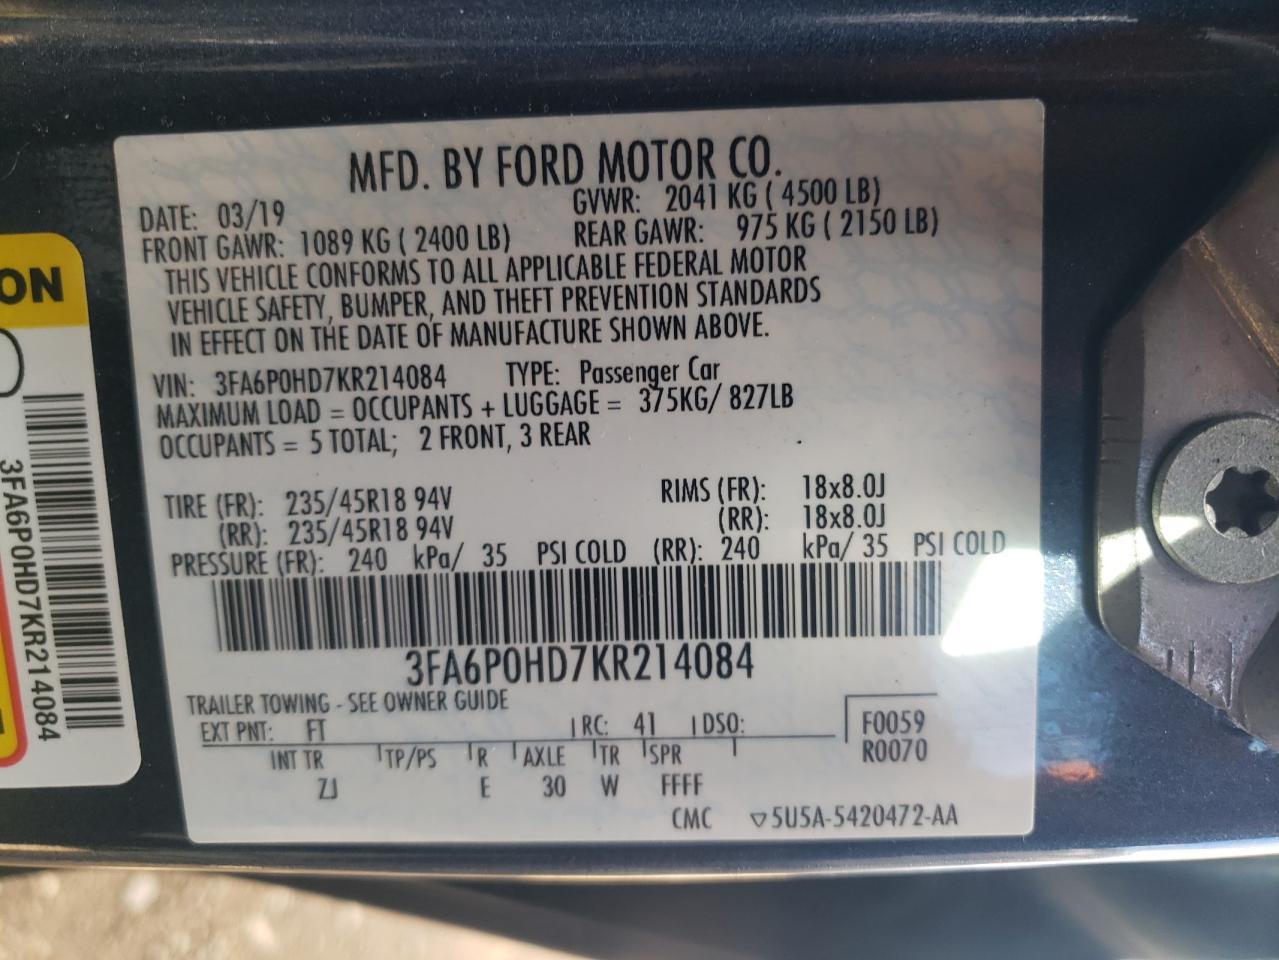 MFD. BY FORD MOTOR CO.
DATE: 03/19 GVWR: 2041 KG ( 4500 LB)
FRONT GAWR: 1089 KG ( 2400 LB) REAR GAWR: 975 KG ( 2150 LB)
THIS VEHICLE CONFORMS TO ALL APPLICABLE FEDERAL MOTOR
VEHICLE SAFETY, BUMPER, AND THEFT PREVENTION STANDARDS
IN EFFECT ON THE DATE OF MANUFACTURE SHOWN ABOVE.
VIN: 3FA6P0HD7KR214084 TYPE: Passenger Car
MAXIMUM LOAD = OCCUPANTS + LUGGAGE = 375KG/ 827LB
OCCUPANTS = 5 TOTAL; 2 FRONT, 3 REAR
TIRE (FR): 235/45R18 94V RIMS (FR): 18x8.0J
(RR): 235/45R18 94V (RR): 18x8.0J
PRESSURE (FR): 240 kPa/ 35 PSI COLD (RR): 240 kPa/ 35 PSI COLD
3FA6P0HD7KR214084
TRAILER TOWING - SEE OWNER GUIDE
EXT PNT: FT RC: 41 DSO: F0059
INT TR TP/PS R AXLE TR SPR R0070
ZJ E 30 W FFFF
CMC ▽5U5A-5420472-AA
ON
3FA6P0HD7KR214084